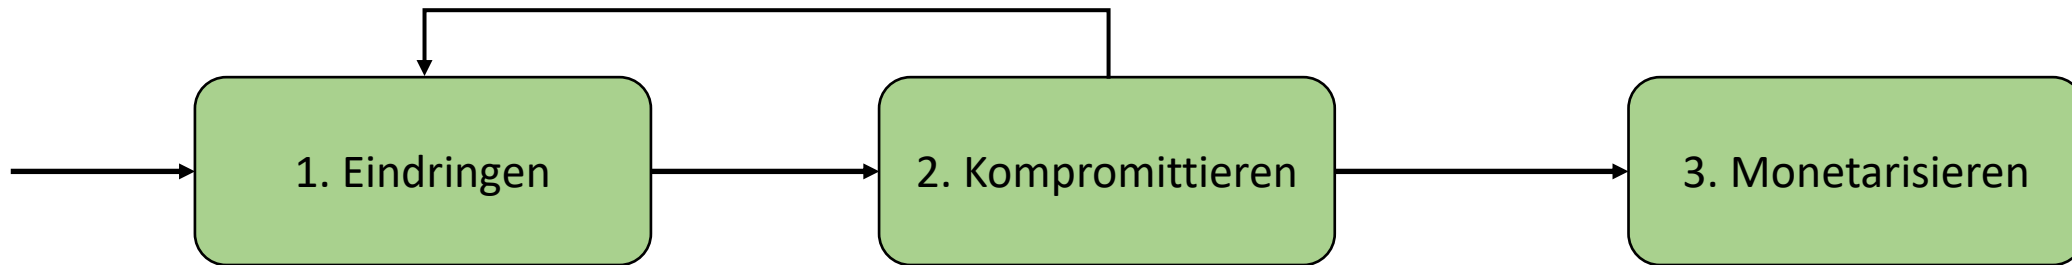 1. Eindringen
2. Kompromittieren
3. Monetarisieren